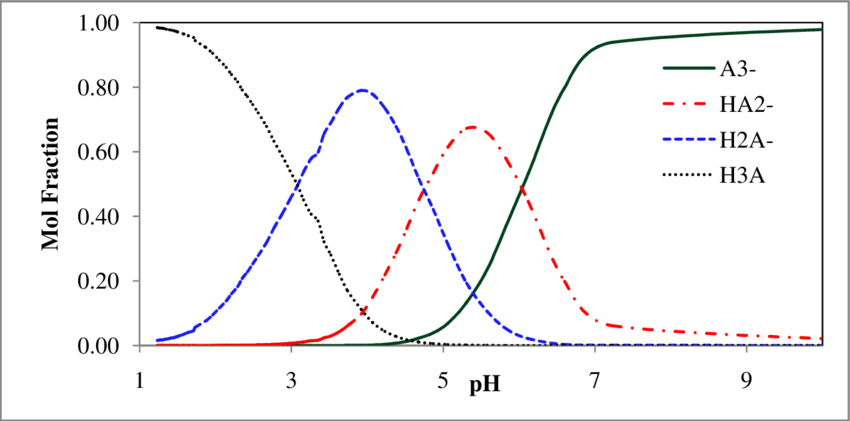 1.00
0.80
0.60
0.40
0.20
0.00
Mol Fraction
1 3 5 7 9
pH
A3-
HA2-
H2A-
H3A